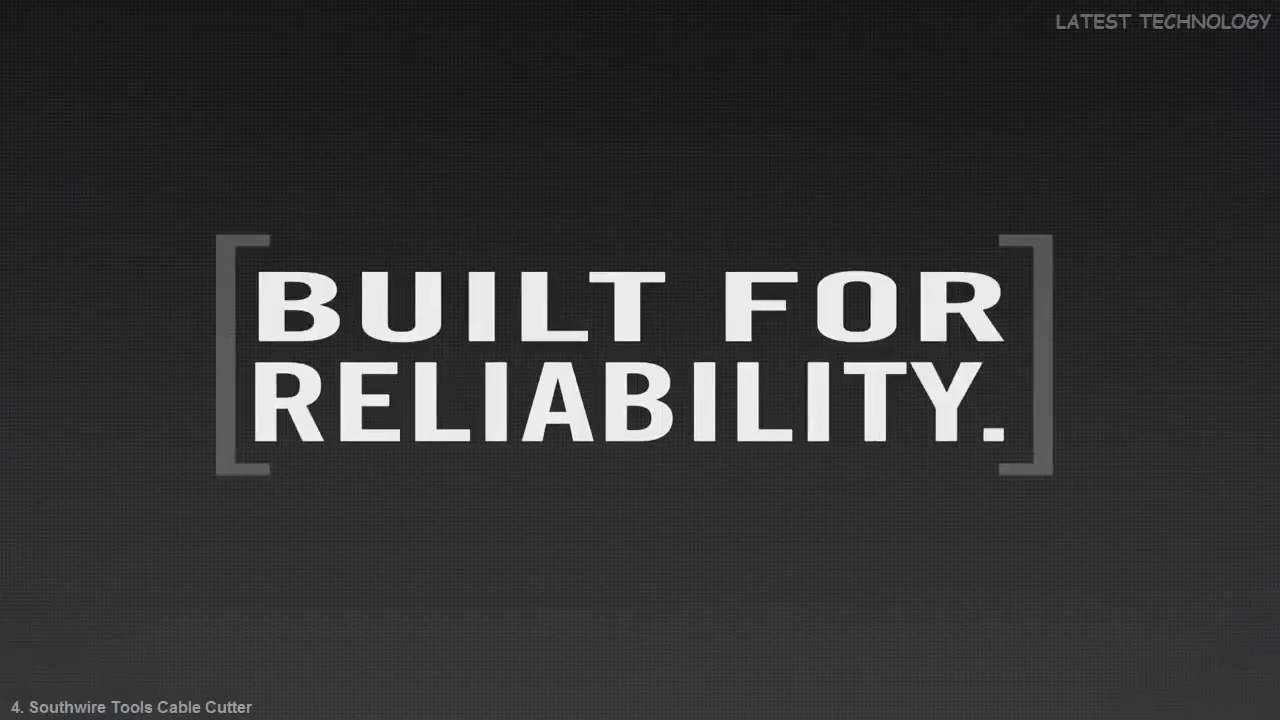 LATEST TECHNOLOGY
BUILT FOR
RELIABILITY.
4. Southwire Tools Cable Cutter